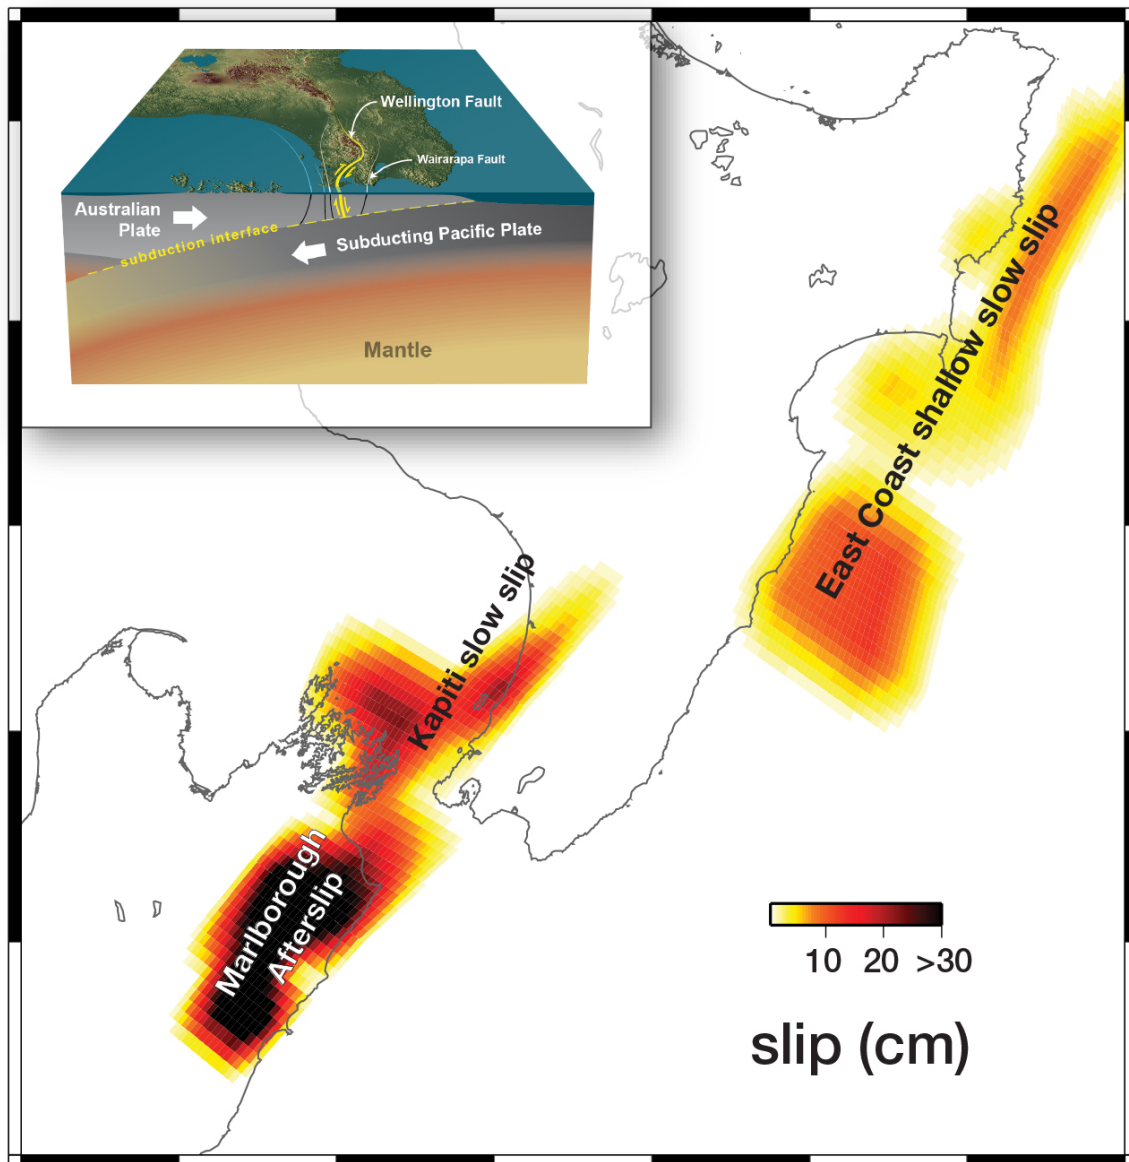 Wellington Fault
Wairarapa Fault
Australian
Plate
subduction interface
Subducting Pacific Plate
Mantle
East Coast shallow slow slip
Kapiti slow slip
Marlborough
Afterslip
10 20 >30
slip (cm)